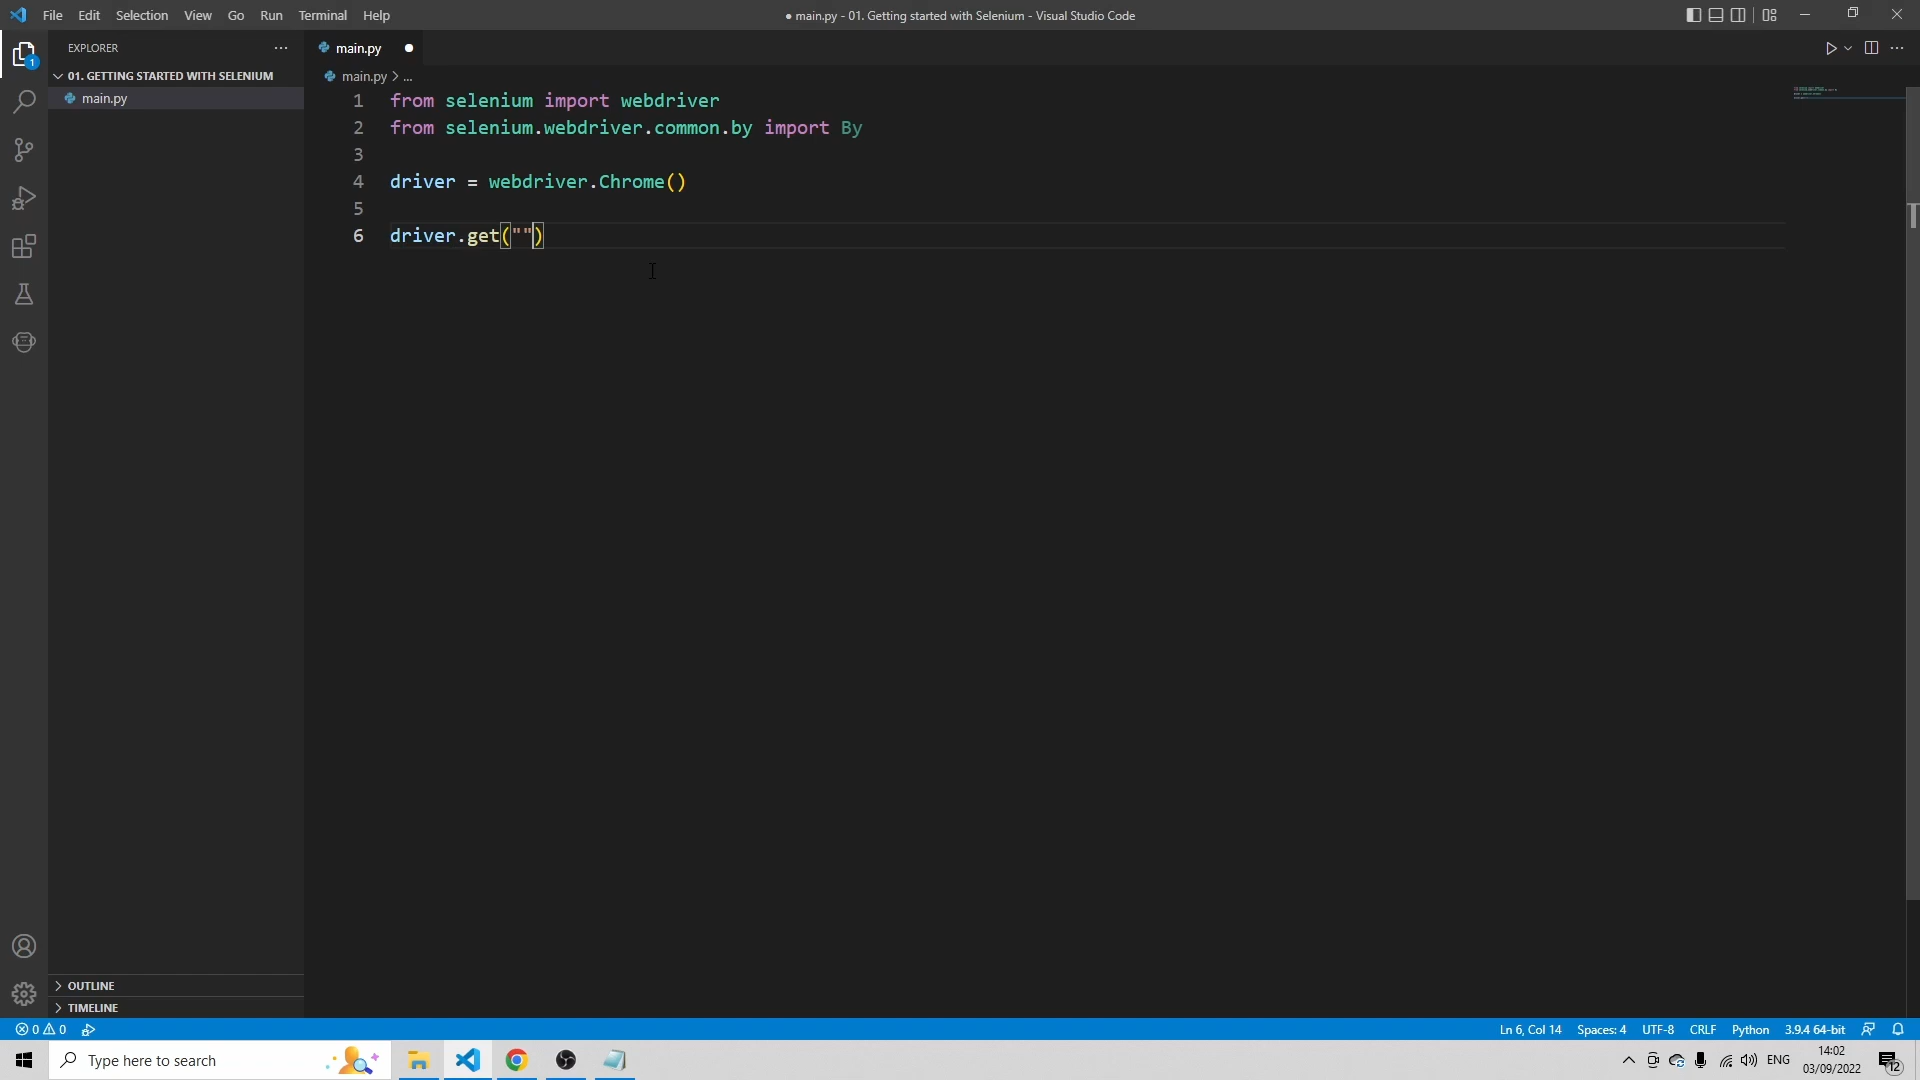 File Edit Selection View Go Run Terminal Help
● main.py - 01. Getting started with Selenium - Visual Studio Code
EXPLORER
main.py
01. GETTING STARTED WITH SELENIUM
main.py > ...
main.py
1 from selenium import webdriver
2 from selenium.webdriver.common.by import By
3
4 driver = webdriver.Chrome()
5
6 driver.get("")
1
OUTLINE
TIMELINE
0 0
Ln 6, Col 14 Spaces: 4 UTF-8 CRLF Python 3.9.4 64-bit
Type here to search
ENG
14:02
03/09/2022
12